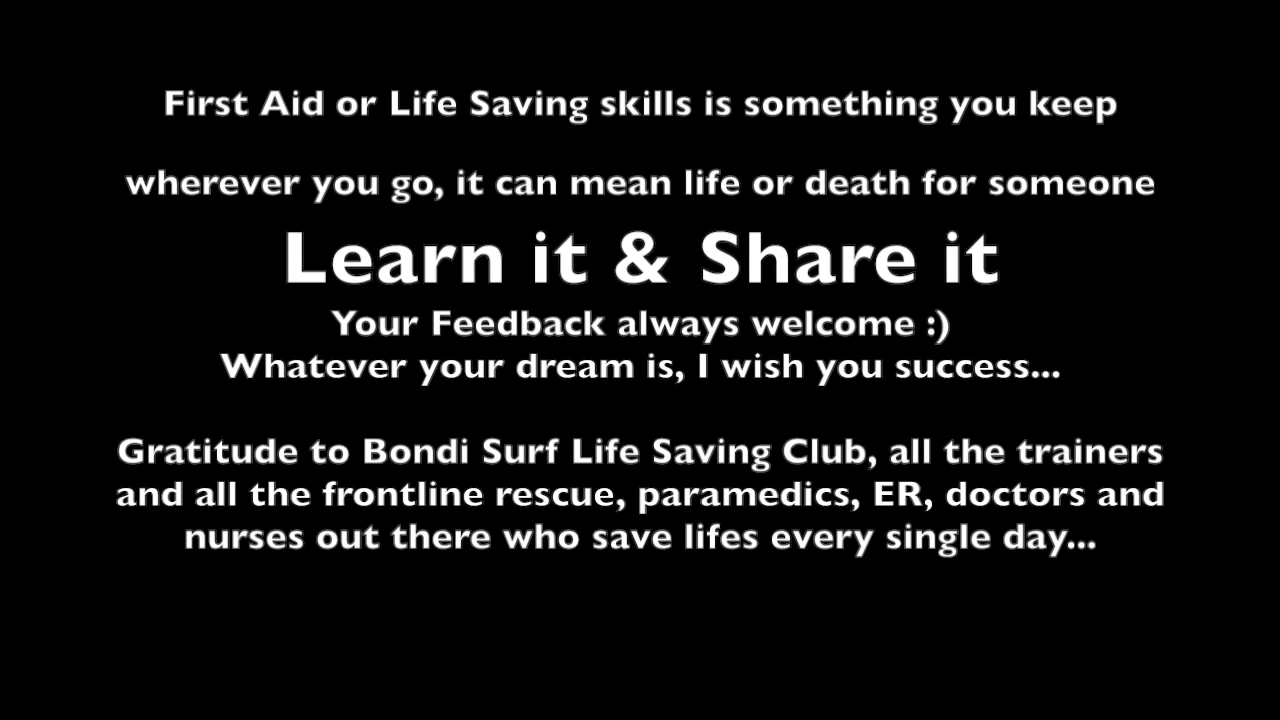 First Aid or Life Saving skills is something you keep
wherever you go, it can mean life or death for someone
Learn it & Share it
Your Feedback always welcome :)
Whatever your dream is, I wish you success...
Gratitude to Bondi Surf Life Saving Club, all the trainers
and all the frontline rescue, paramedics, ER, doctors and
nurses out there who save lifes every single day...